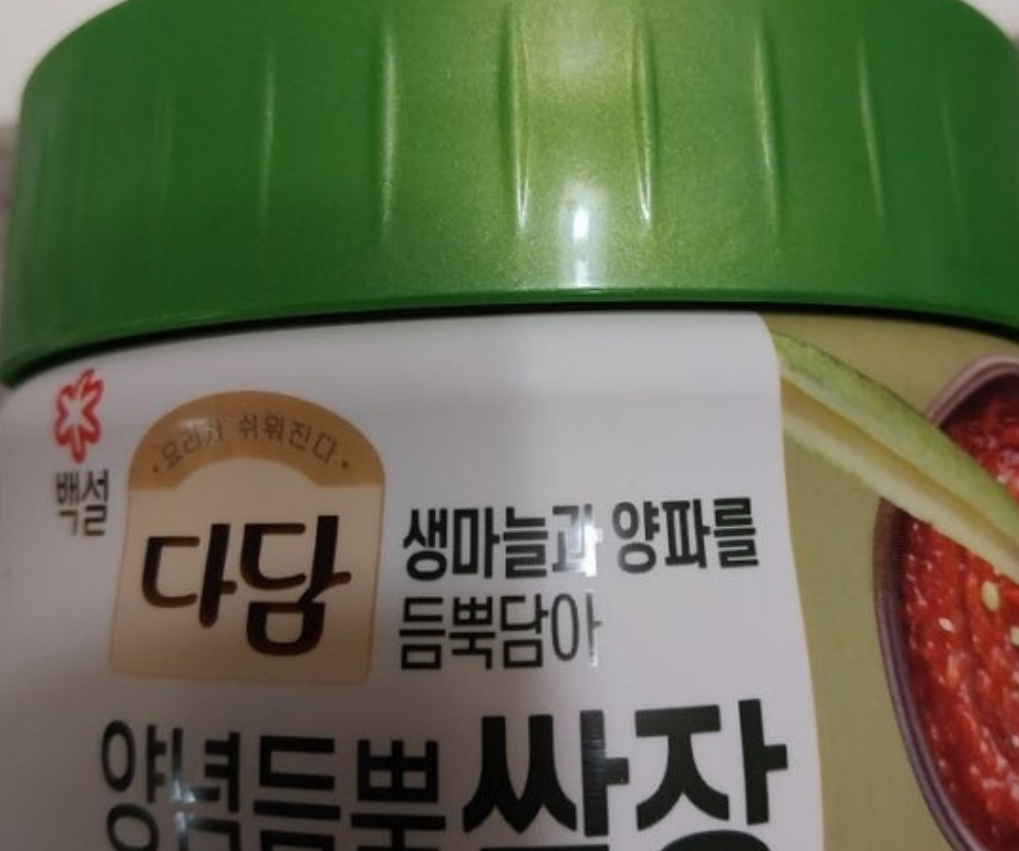 백설
요리가 쉬워진다
다담
생마늘과 양파를
듬뿍담아
양념듬뿍쌈장